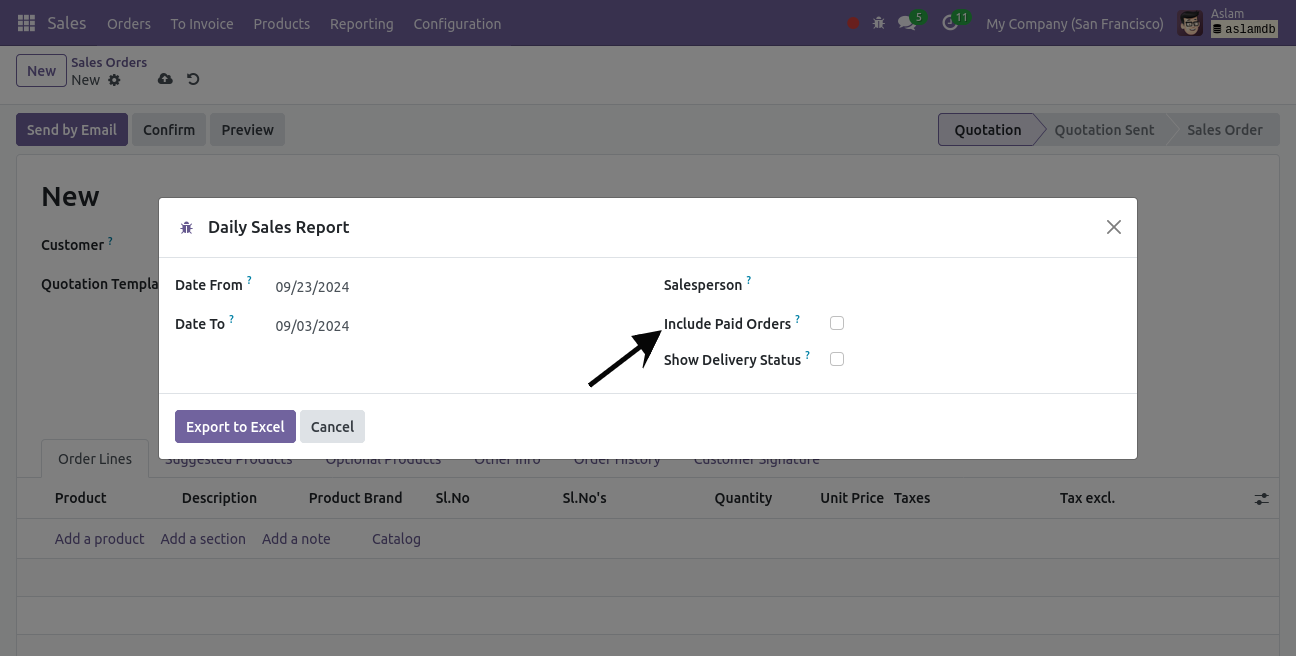 Sales Orders To Invoice Products Reporting Configuration 5 11 My Company (San Francisco) Aslam
aslamdb
New Sales Orders
New
Send by Email Confirm Preview Quotation Quotation Sent Sales Order
New
Customer ?
Quotation Templa
Daily Sales Report
Date From ? 09/23/2024 Salesperson ?
Date To ? 09/03/2024 Include Paid Orders ?
Show Delivery Status ?
Export to Excel Cancel
Order Lines Suggested Products Optional Products Other Info Order History Customer Signature
Product Description Product Brand Sl.No Sl.No's Quantity Unit Price Taxes Tax excl.
Add a product Add a section Add a note Catalog